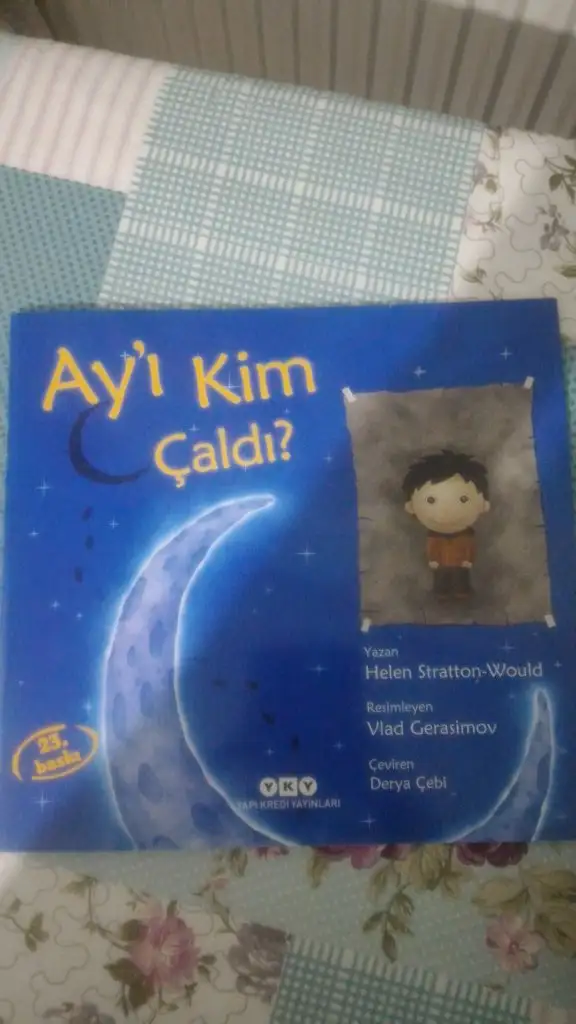 Ay'ı Kim
Çaldı?
Yazan
Helen Stratton-Would
Resimleyen
Vlad Gerasimov
Çeviren
Derya Çebi
23.
baskı
YKY
YAPI KREDİ YAYINLARI